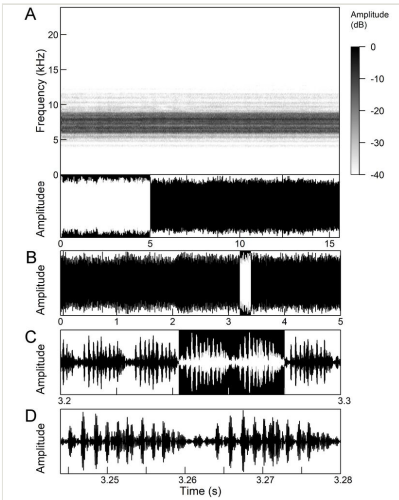 A
Frequency (kHz)
20
15
10
5
0
Amplitude
(dB)
0
-10
-20
-30
-40
Amplitude
0
5
10
15
B
Amplitude
0
1
2
3
4
5
C
Amplitude
3.2
3.3
D
Amplitude
3.25
3.26
3.27
3.28
Time (s)